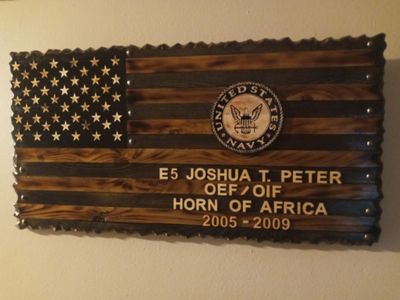 UNITED STATES
NAVY
E5 JOSHUA T. PETER
OEF/OIF
HORN OF AFRICA
2005 - 2009